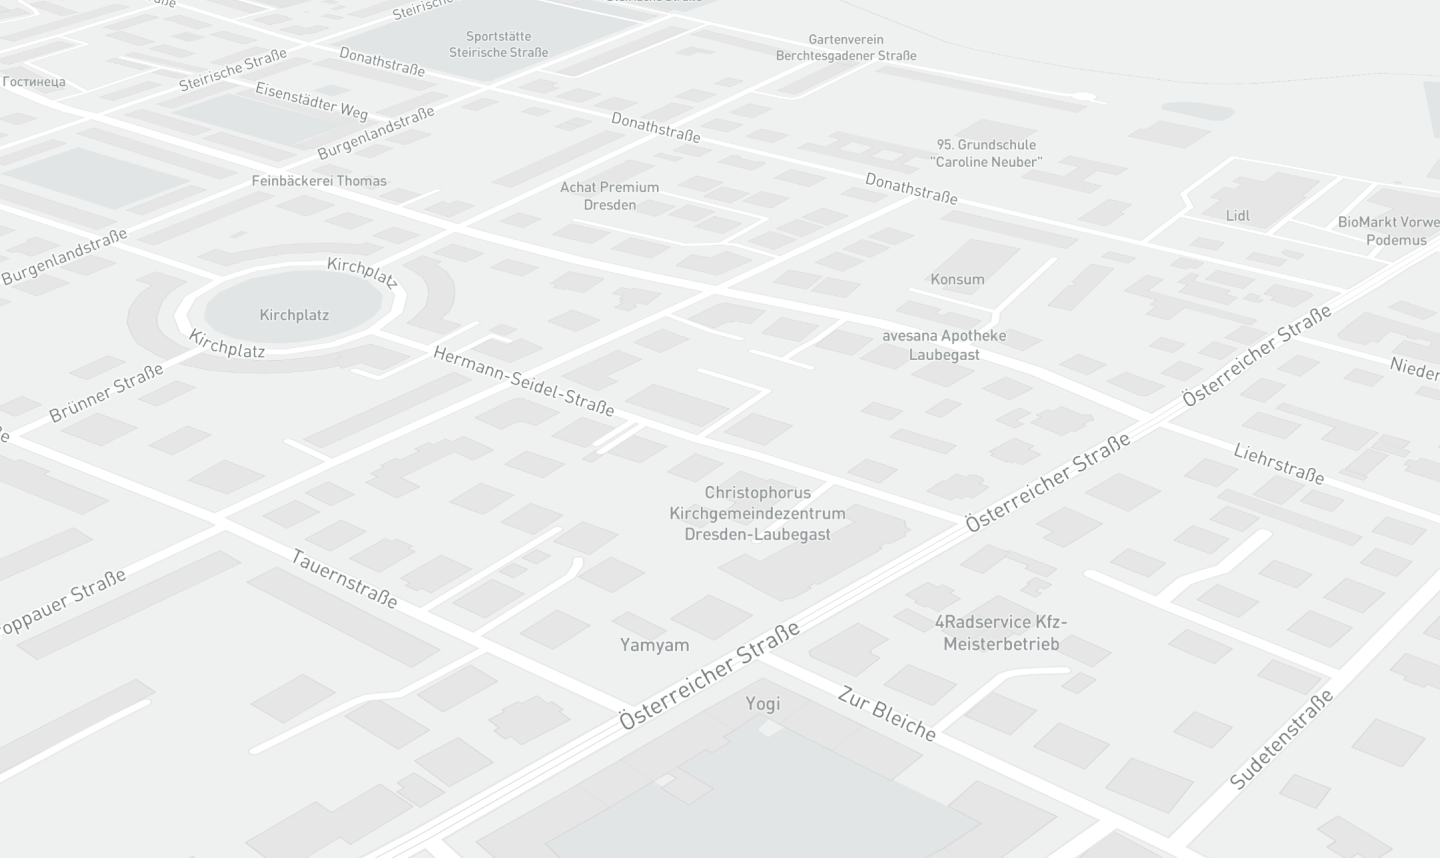 Steirische
Sportstätte
Steirische Straße
Gartenverein
Berchtesgadener Straße
Donathstraße
Steirische Straße
Гостинеца
Eisenstädter Weg
Burgenlandstraße
Donathstraße
95. Grundschule
"Caroline Neuber"
Feinbäckerei Thomas
Achat Premium
Dresden
Donathstraße
Lidl
BioMarkt Vorwe
Podemus
Burgenlandstraße
Kirchplatz
Konsum
Kirchplatz
Kirchplatz
avesana Apotheke
Laubegast
Österreicher Straße
Hermann-Seidel-Straße
Nieder
Brünner Straße
Österreicher Straße
Liehrstraße
Christophorus
Kirchgemeindezentrum
Dresden-Laubegast
Österreicher Straße
Tauernstraße
oppauer Straße
4Radservice Kfz-
Meisterbetrieb
Yamyam
Yogi
Zur Bleiche
Sudetenstraße